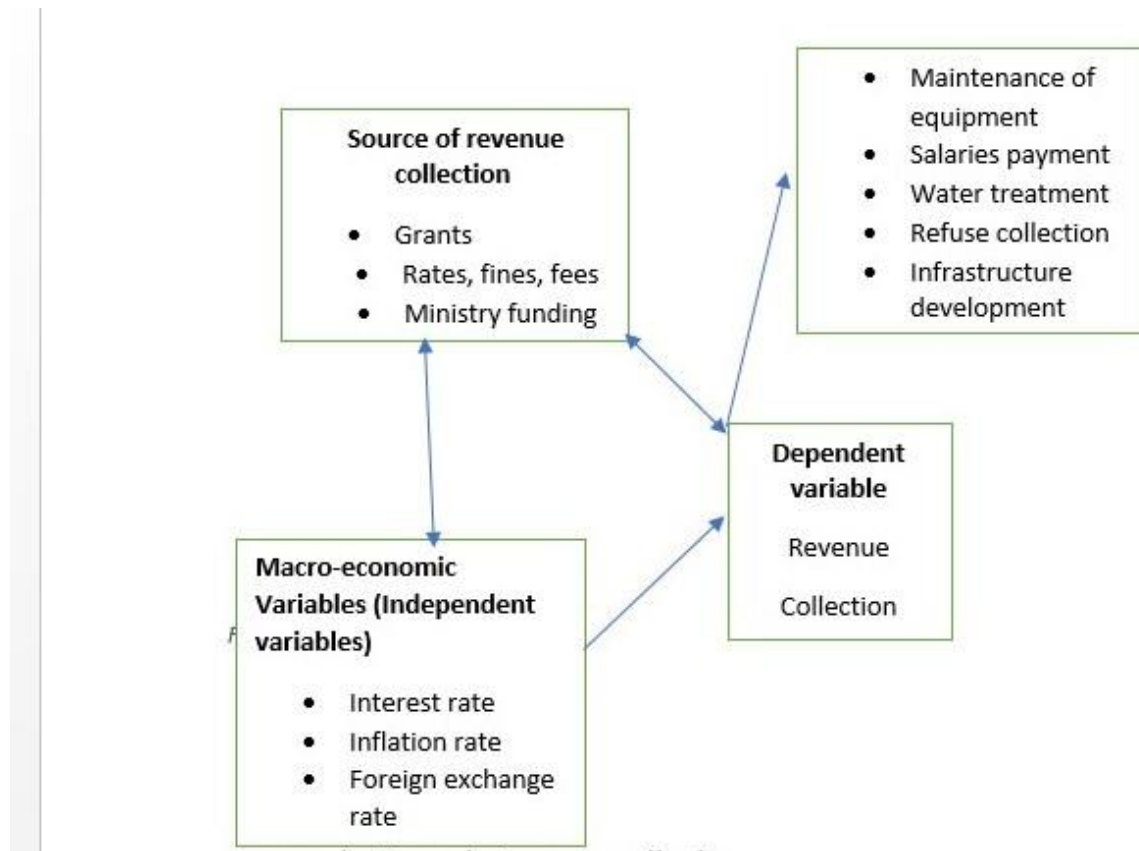 Source of revenue
collection
• Grants
• Rates, fines, fees
• Ministry funding
• Maintenance of
equipment
• Salaries payment
• Water treatment
• Refuse collection
• Infrastructure
development
Dependent
variable
Revenue
Collection
Macro-economic
Variables (Independent
variables)
• Interest rate
• Inflation rate
• Foreign exchange
rate